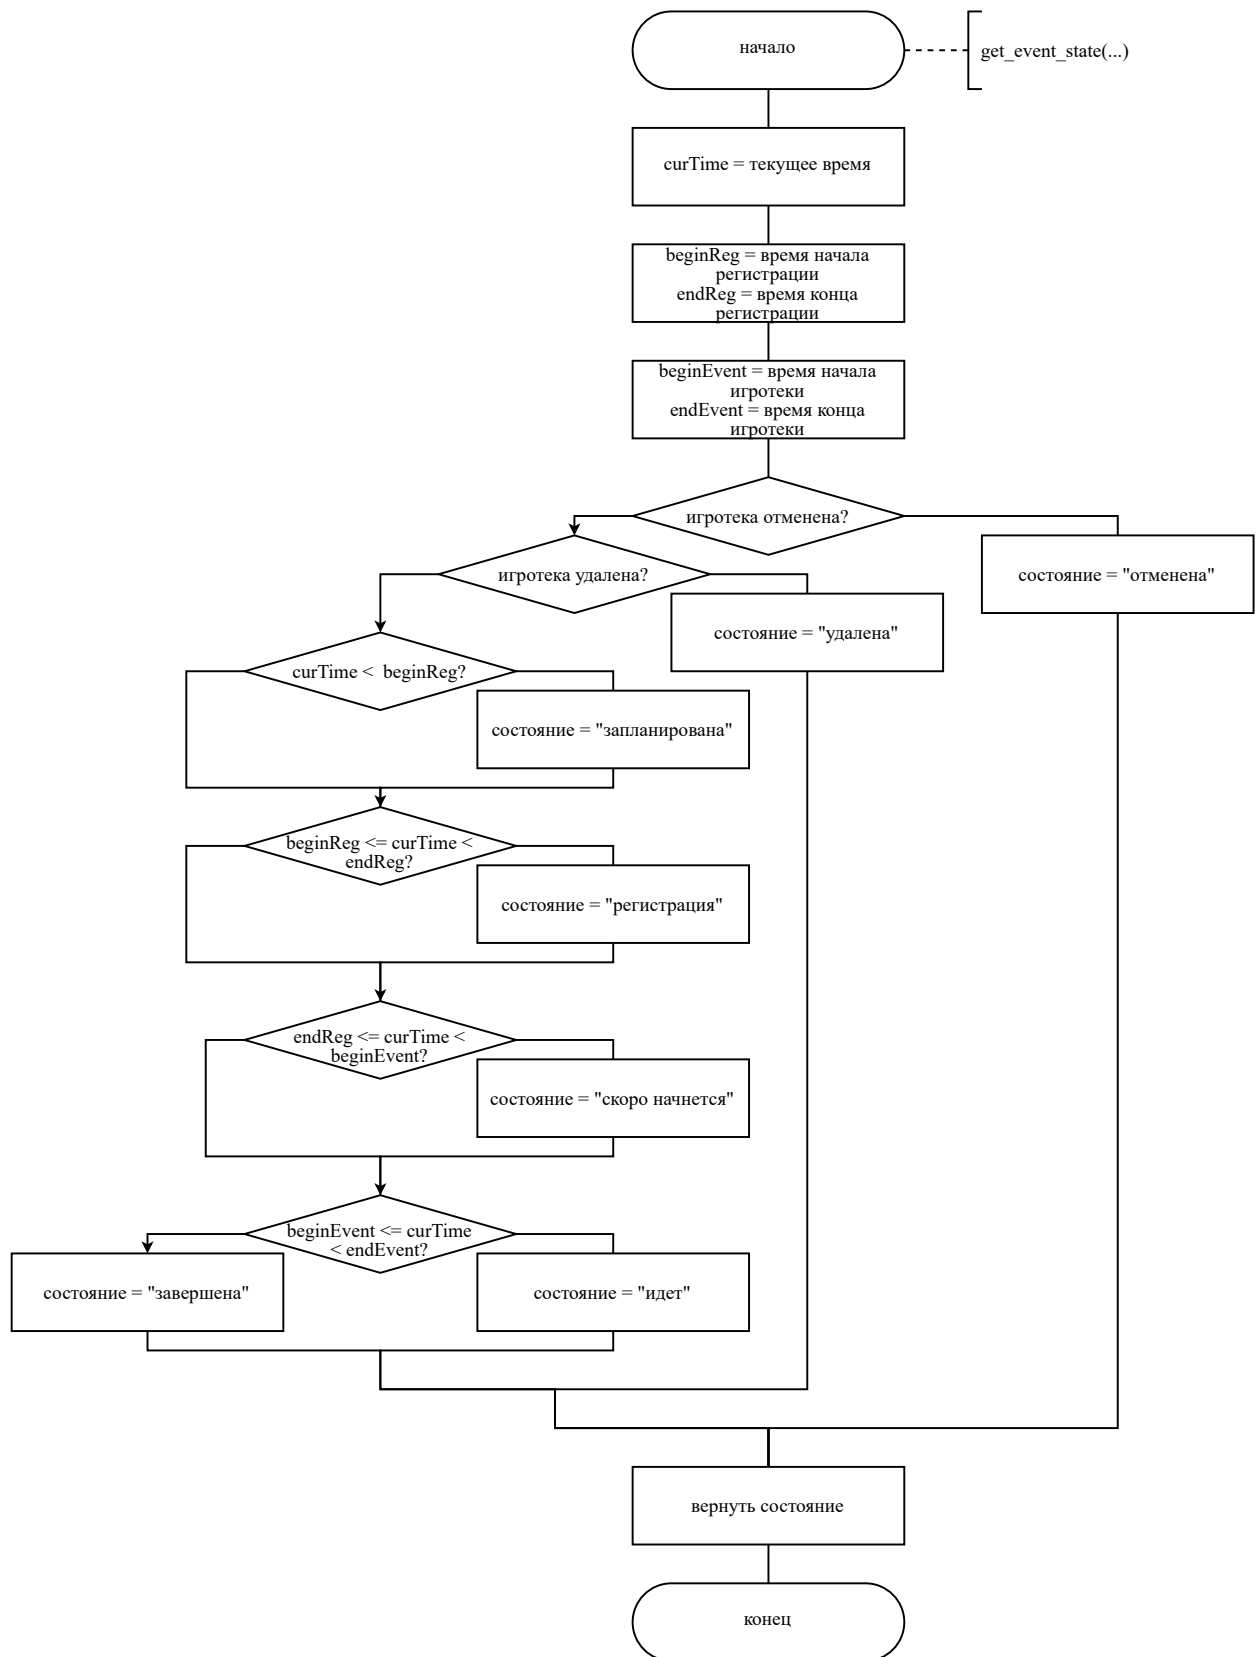 начало
get_event_state(...)
curTime = текущее время
beginReg = время начала
регистрации
endReg = время конца
регистрации
beginEvent = время начала
игротеки
endEvent = время конца
игротеки
игротека отменена?
игротека удалена?
состояние = "отменена"
состояние = "удалена"
curTime <  beginReg?
состояние = "запланирована"
beginReg <= curTime <
endReg?
состояние = "регистрация"
endReg <= curTime <
beginEvent?
состояние = "скоро начнется"
beginEvent <= curTime
< endEvent?
состояние = "завершена"
состояние = "идет"
вернуть состояние
конец